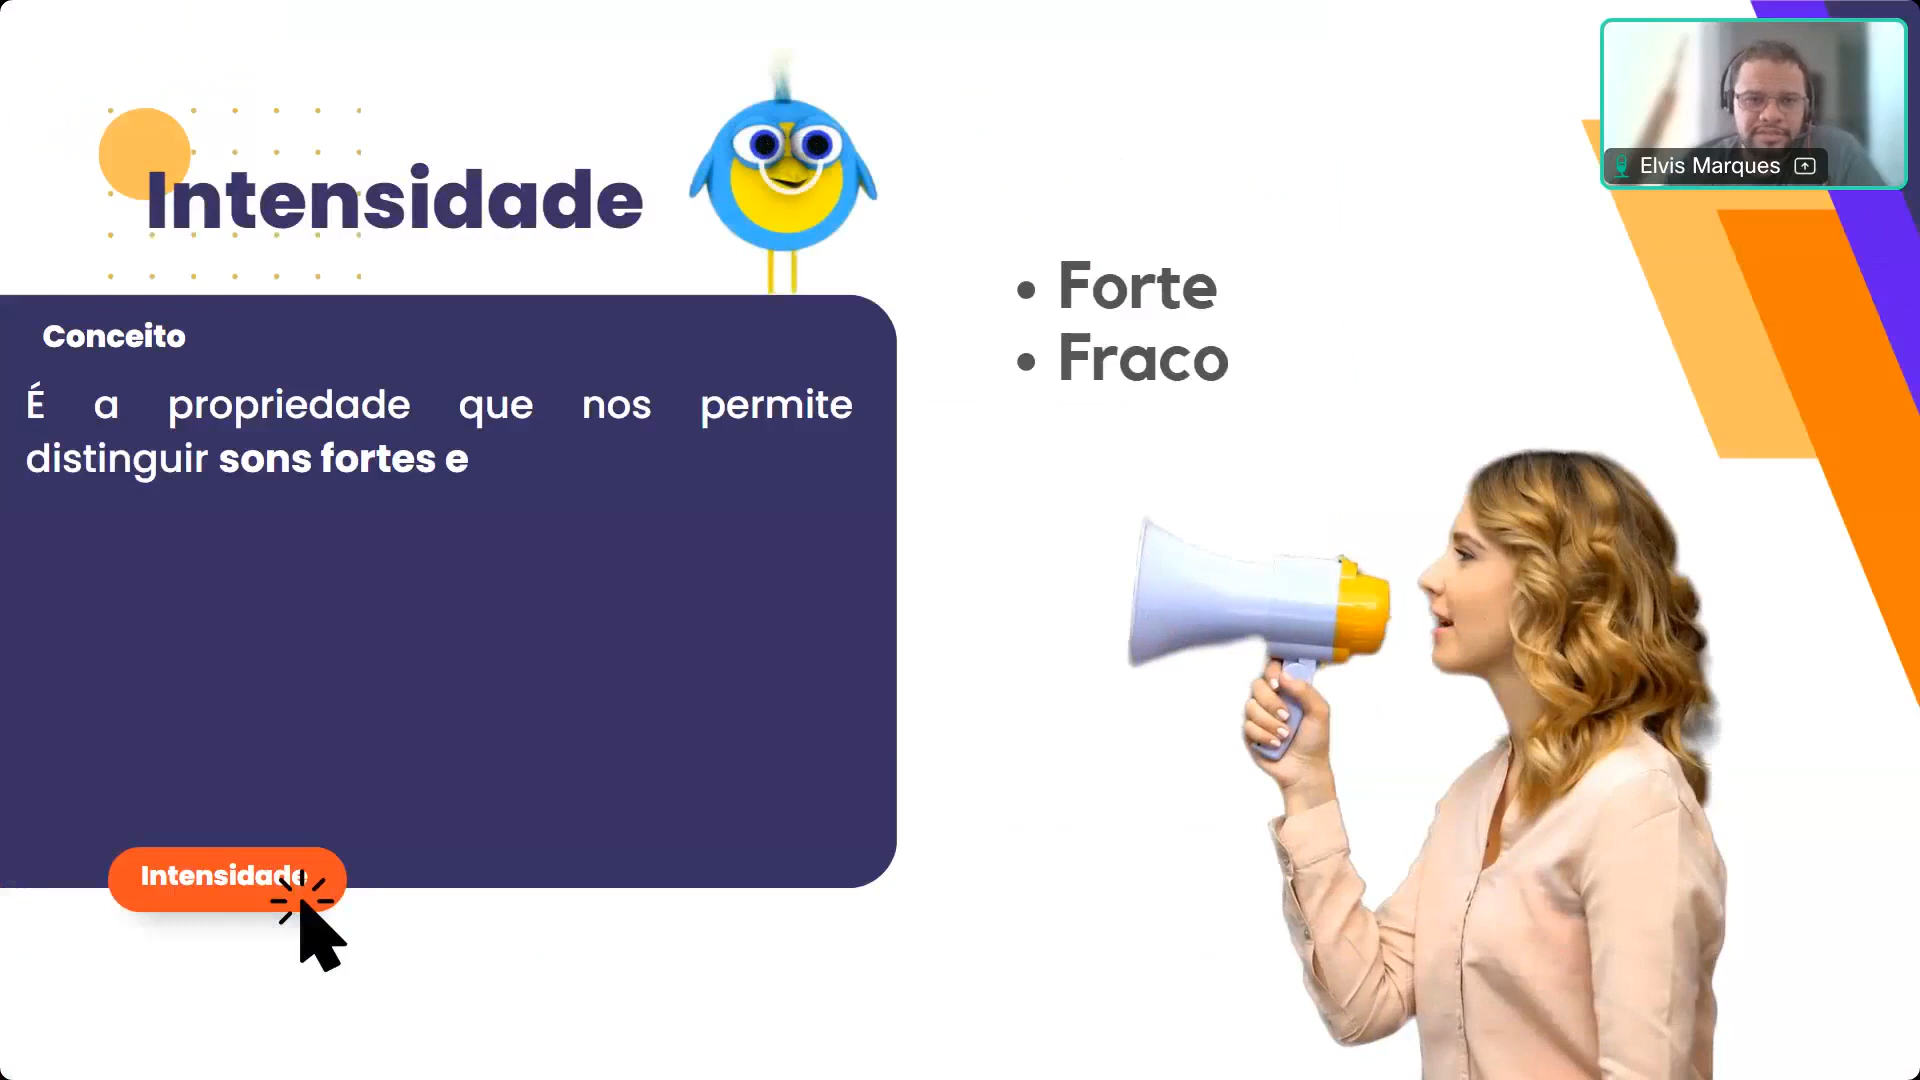 Intensidade
Conceito
É a propriedade que nos permite
distinguir sons fortes e
Intensidade
• Forte
• Fraco
Elvis Marques